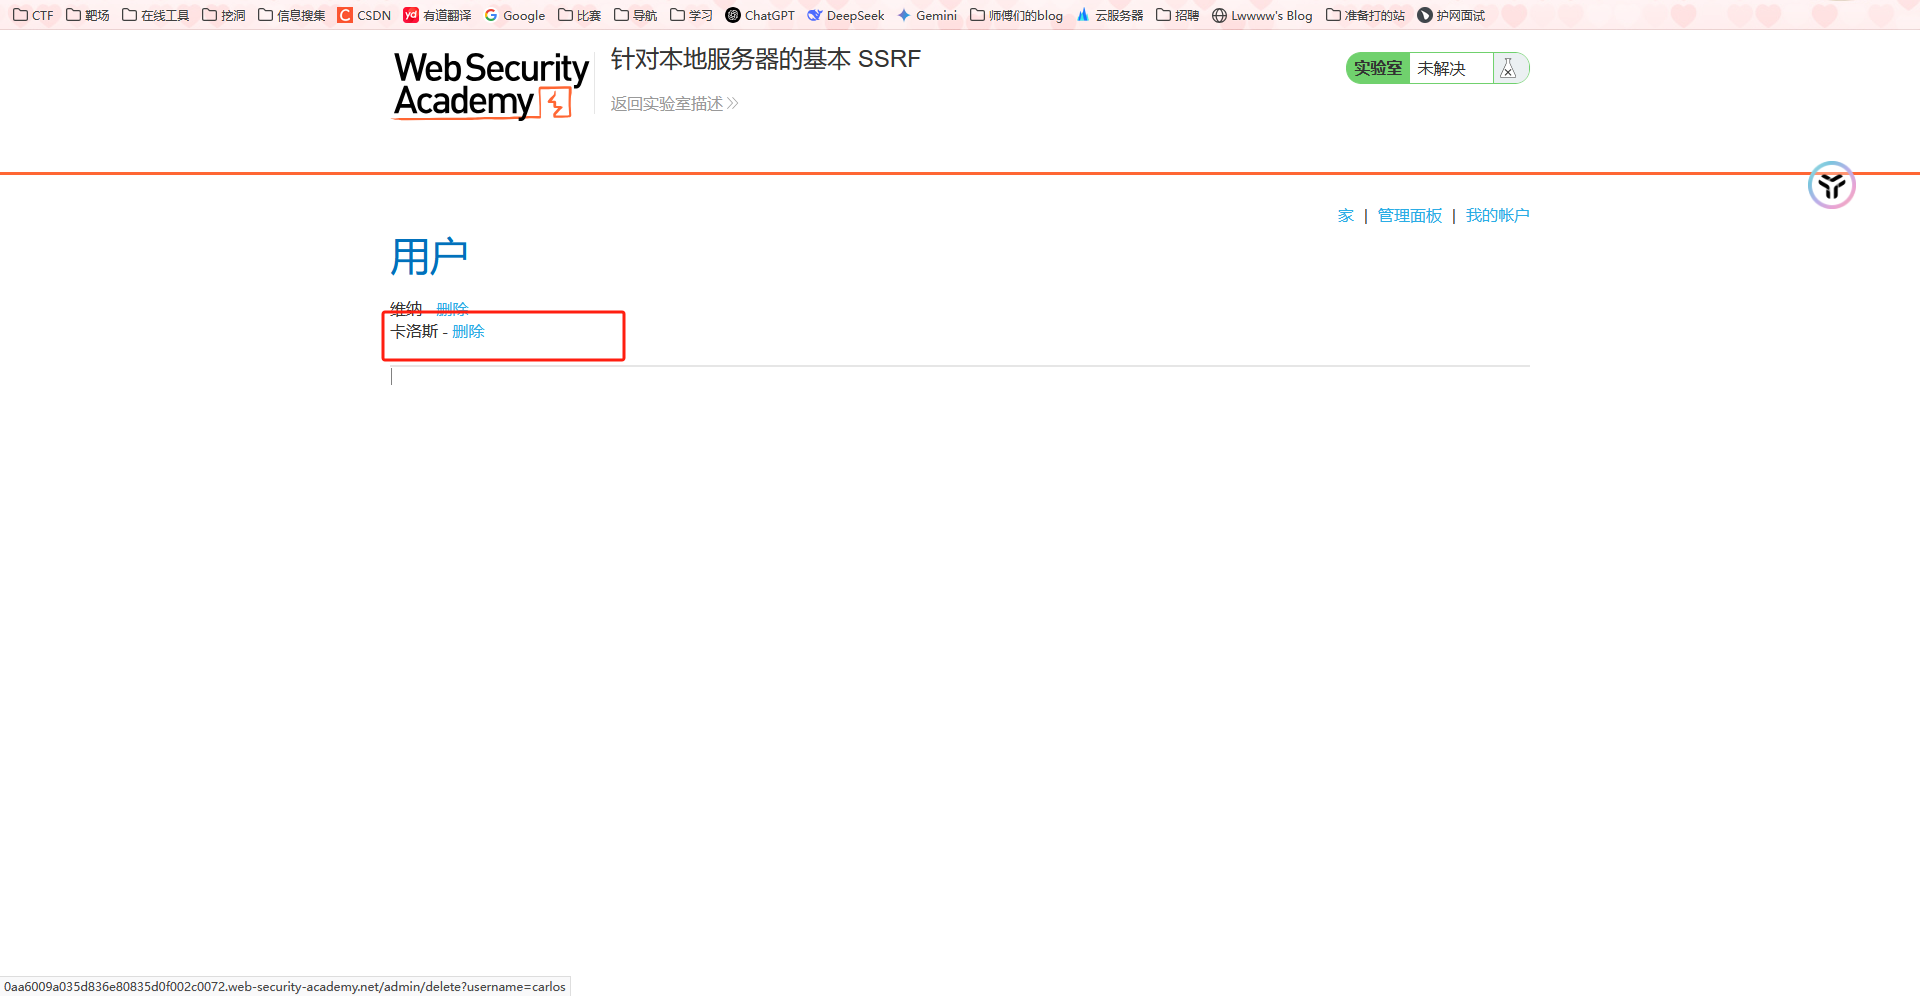 CTF 靶场 在线工具 挖洞 信息搜集 CSDN 有道翻译 Google 比赛 导航 学习 ChatGPT DeepSeek Gemini 师傅们的blog 云服务器 招聘 Lwwww's Blog 准备打的站 护网面试
Web Security
Academy
针对本地服务器的基本 SSRF
返回实验室描述
实验室 未解决
家 | 管理面板 | 我的帐户
用户
维纳 - 删除
卡洛斯 - 删除
0aa6009a035d836e80835d0f002c0072.web-security-academy.net/admin/delete?username=carlos